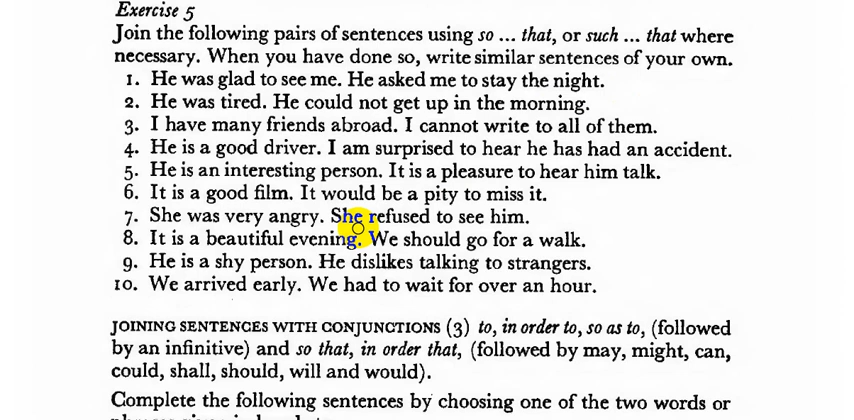 Exercise 5
Join the following pairs of sentences using so ... that, or such ... that where
necessary. When you have done so, write similar sentences of your own.
1. He was glad to see me. He asked me to stay the night.
2. He was tired. He could not get up in the morning.
3. I have many friends abroad. I cannot write to all of them.
4. He is a good driver. I am surprised to hear he has had an accident.
5. He is an interesting person. It is a pleasure to hear him talk.
6. It is a good film. It would be a pity to miss it.
7. She was very angry. She refused to see him.
8. It is a beautiful evening. We should go for a walk.
9. He is a shy person. He dislikes talking to strangers.
10. We arrived early. We had to wait for over an hour.
JOINING SENTENCES WITH CONJUNCTIONS (3) to, in order to, so as to, (followed
by an infinitive) and so that, in order that, (followed by may, might, can,
could, shall, should, will and would).
Complete the following sentences by choosing one of the two words or